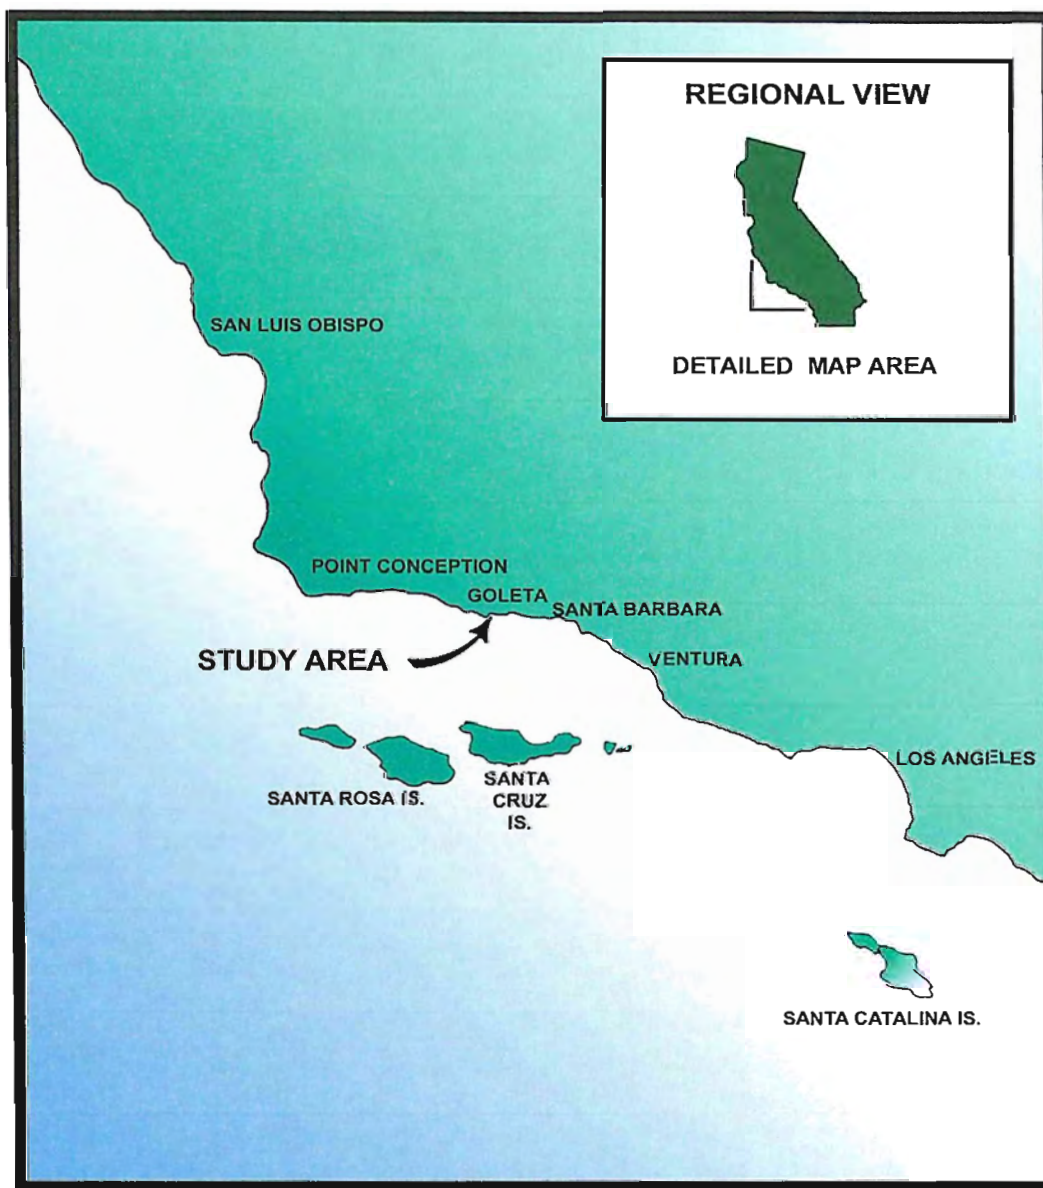 REGIONAL VIEW
DETAILED MAP AREA
SAN LUIS OBISPO
POINT CONCEPTION
GOLETA
SANTA BARBARA
STUDY AREA
VENTURA
LOS ANGELES
SANTA ROSA IS.
SANTA
CRUZ
IS.
SANTA CATALINA IS.